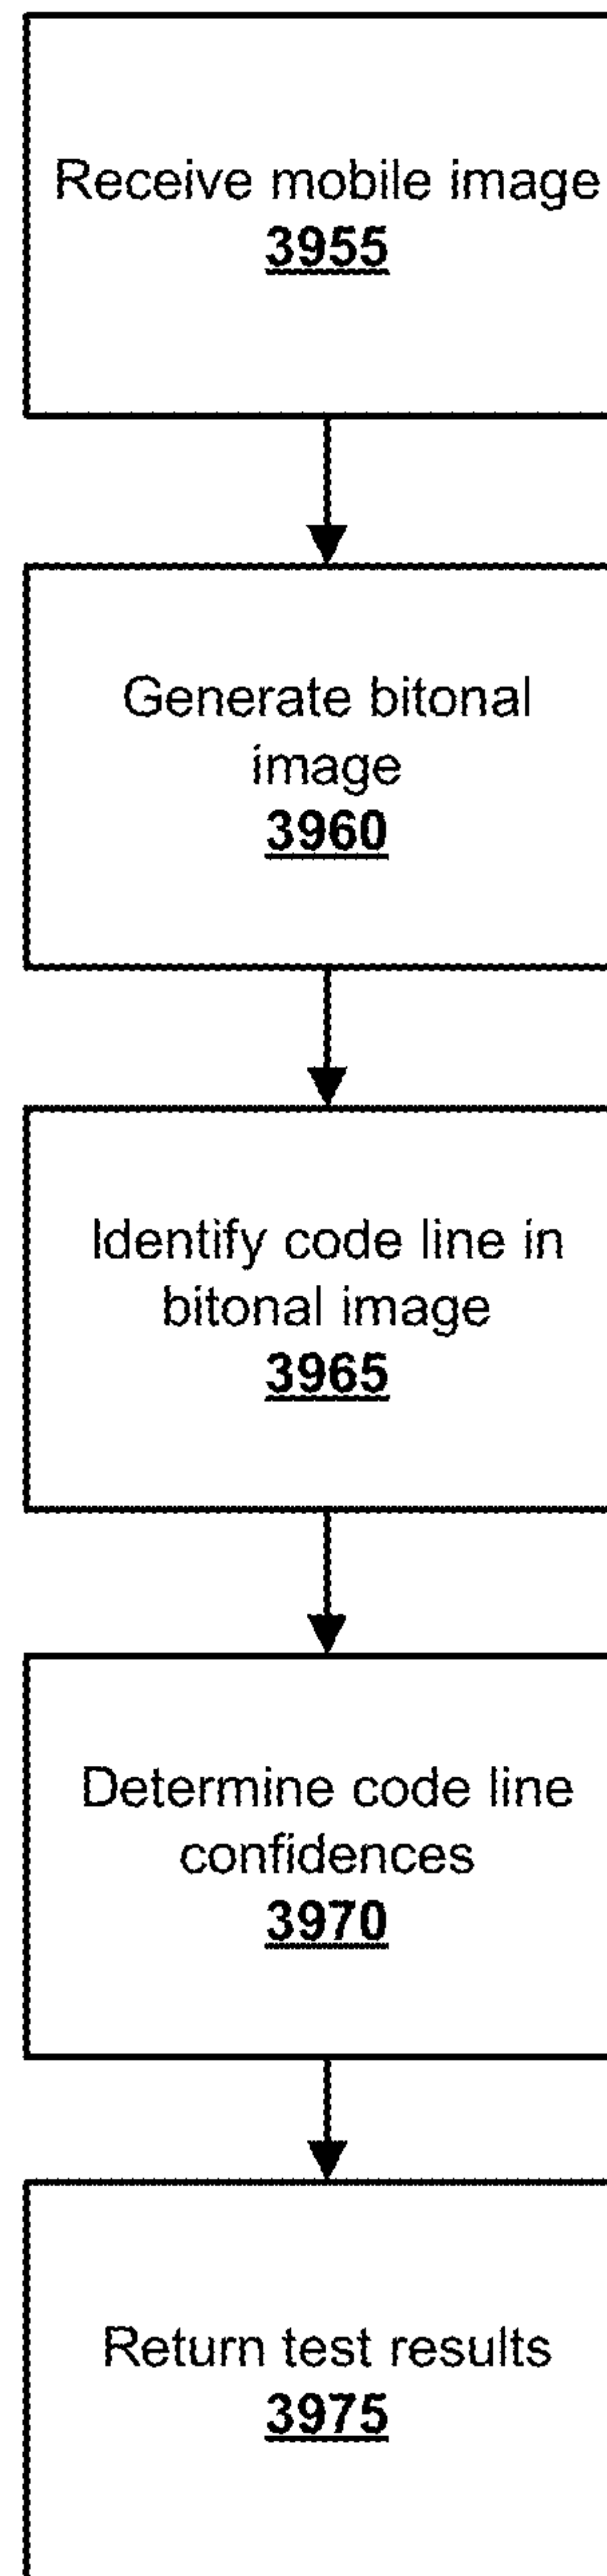 Receive mobile image
3955
Generate bitonal
image
3960
Identify code line in
bitonal image
3965
Determine code line
confidences
3970
Return test results
3975